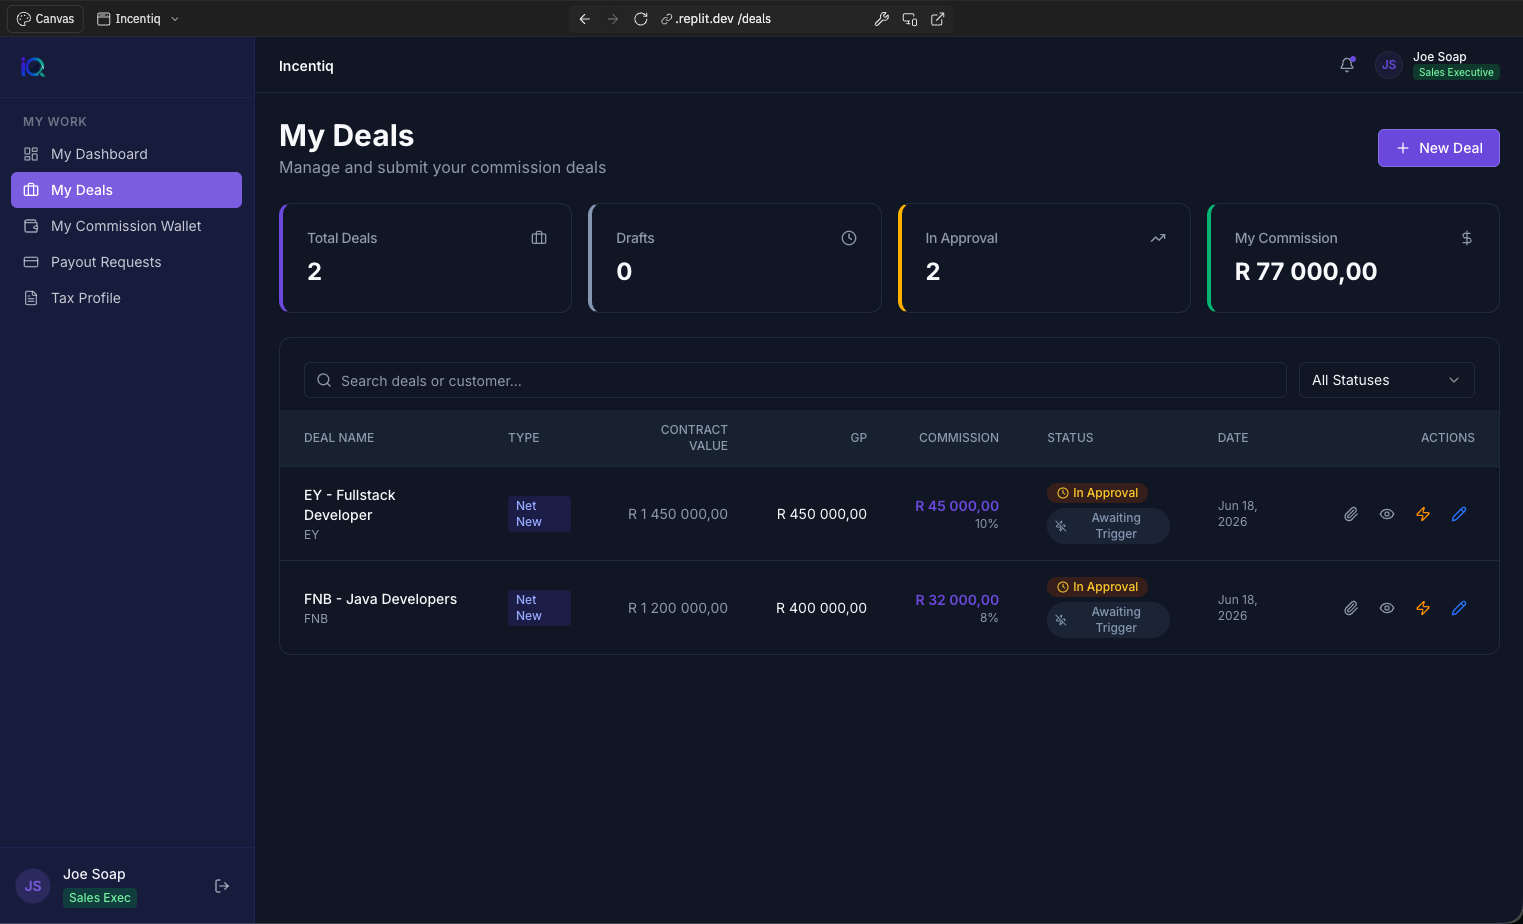 Canvas
Incentiq
.replit.dev /deals
iQ
Incentiq
JS
Joe Soap
Sales Executive
MY WORK
My Dashboard
My Deals
My Commission Wallet
Payout Requests
Tax Profile
My Deals
Manage and submit your commission deals
New Deal
Total Deals
2
Drafts
0
In Approval
2
My Commission
R 77 000,00
Search deals or customer...
All Statuses
DEAL NAME
TYPE
CONTRACT
VALUE
GP
COMMISSION
STATUS
DATE
ACTIONS
EY - Fullstack
Developer
EY
Net
New
R 1 450 000,00
R 450 000,00
R 45 000,00
10%
In Approval
Awaiting
Trigger
Jun 18,
2026
FNB - Java Developers
FNB
Net
New
R 1 200 000,00
R 400 000,00
R 32 000,00
8%
In Approval
Awaiting
Trigger
Jun 18,
2026
JS
Joe Soap
Sales Exec